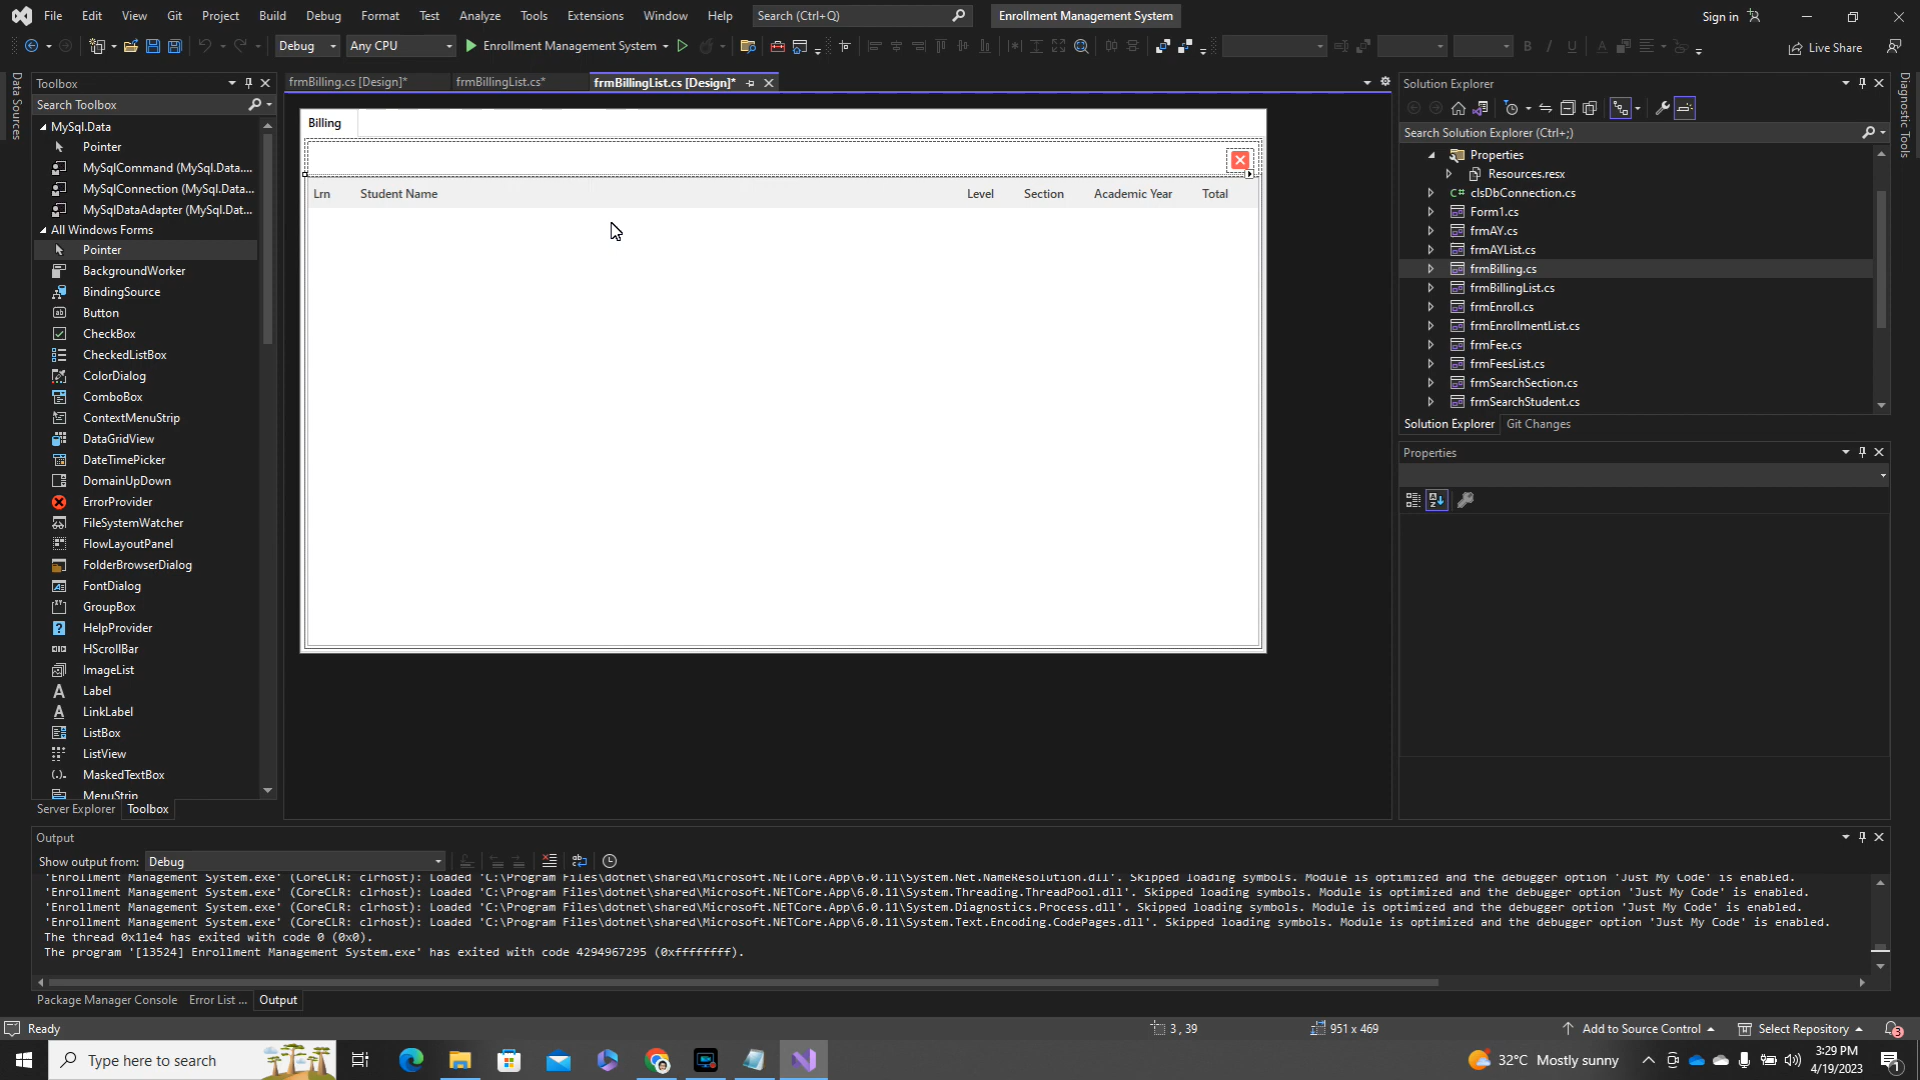 File Edit View Git Project Build Debug Format Test Analyze Tools Extensions Window Help Search (Ctrl+Q) Enrollment Management System Sign in
Debug Any CPU Enrollment Management System Live Share
Data Sources
Toolbox
Search Toolbox
MySql.Data
Pointer
MySqlCommand (MySql.Data....
MySqlConnection (MySql.Data...
MySqlDataAdapter (MySql.Dat...
All Windows Forms
Pointer
BackgroundWorker
BindingSource
Button
CheckBox
CheckedListBox
ColorDialog
ComboBox
ContextMenuStrip
DataGridView
DateTimePicker
DomainUpDown
ErrorProvider
FileSystemWatcher
FlowLayoutPanel
FolderBrowserDialog
FontDialog
GroupBox
HelpProvider
HScrollBar
ImageList
Label
LinkLabel
ListBox
ListView
MaskedTextBox
MenuStrip
Server Explorer Toolbox
frmBilling.cs [Design]* frmBillingList.cs* frmBillingList.cs [Design]*
Billing
Lrn Student Name Level Section Academic Year Total
Solution Explorer
Search Solution Explorer (Ctrl+;)
Properties
Resources.resx
C# clsDbConnection.cs
Form1.cs
frmAY.cs
frmAYList.cs
frmBilling.cs
frmBillingList.cs
frmEnroll.cs
frmEnrollmentList.cs
frmFee.cs
frmFeesList.cs
frmSearchSection.cs
frmSearchStudent.cs
Solution Explorer Git Changes
Properties
Diagnostic Tools
Output
Show output from: Debug
'Enrollment Management System.exe' (CoreCLR: clrhost): Loaded 'C:\Program Files\dotnet\shared\Microsoft.NETCore.App\6.0.11\System.Net.NameResolution.dll'. Skipped loading symbols. Module is optimized and the debugger option 'Just My Code' is enabled.
'Enrollment Management System.exe' (CoreCLR: clrhost): Loaded 'C:\Program Files\dotnet\shared\Microsoft.NETCore.App\6.0.11\System.Threading.ThreadPool.dll'. Skipped loading symbols. Module is optimized and the debugger option 'Just My Code' is enabled.
'Enrollment Management System.exe' (CoreCLR: clrhost): Loaded 'C:\Program Files\dotnet\shared\Microsoft.NETCore.App\6.0.11\System.Diagnostics.Process.dll'. Skipped loading symbols. Module is optimized and the debugger option 'Just My Code' is enabled.
'Enrollment Management System.exe' (CoreCLR: clrhost): Loaded 'C:\Program Files\dotnet\shared\Microsoft.NETCore.App\6.0.11\System.Text.Encoding.CodePages.dll'. Skipped loading symbols. Module is optimized and the debugger option 'Just My Code' is enabled.
The thread 0x11e4 has exited with code 0 (0x0).
The program '[13524] Enrollment Management System.exe' has exited with code 4294967295 (0xffffffff).
Package Manager Console Error List ... Output
Ready 3 , 39 951 x 469 Add to Source Control Select Repository 3
Type here to search 32°C Mostly sunny 3:29 PM
4/19/2023 1